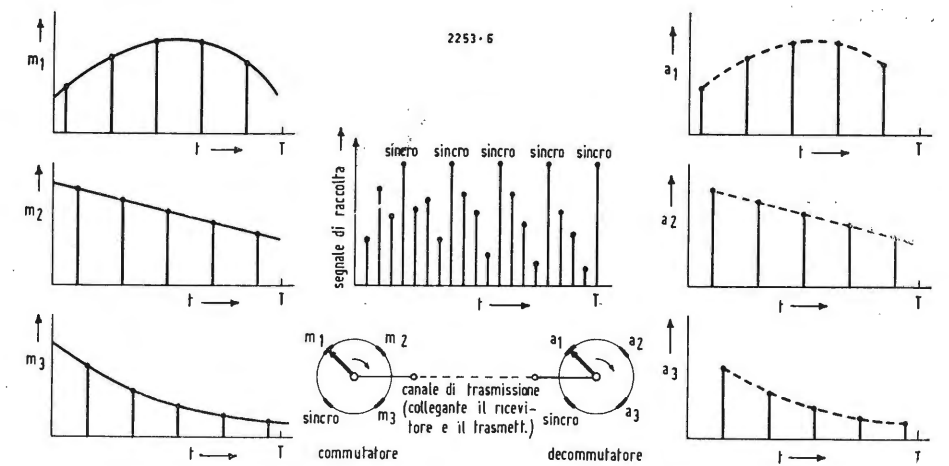 m1
t
T
m2
t
T
m3
t
T
2253·6
segnale di raccolta
sincro sincro sincro sincro sincro
t
T
m1 m2
sincro m3
commutatore
canale di trasmissione
(collegante il ricevi-
tore e il trasmett.)
a1 a2
sincro a3
decommutatore
a1
t
T
a2
t
T
a3
t
T